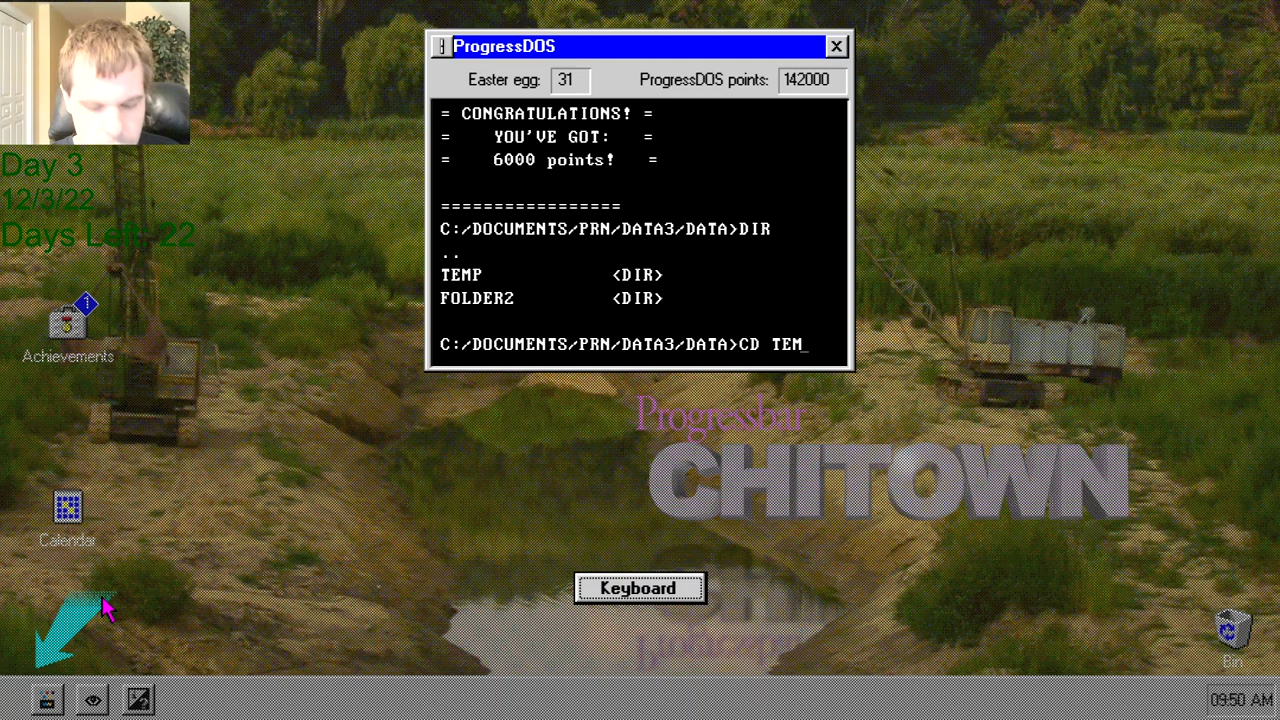 ProgressDOS
Easter egg: 31 ProgressDOS points: 142000
= CONGRATULATIONS! =
= YOU'VE GOT: =
= 6000 points! =
=================
C:/DOCUMENTS/PRN/DATA3/DATA>DIR
..
TEMP <DIR>
FOLDER2 <DIR>
C:/DOCUMENTS/PRN/DATA3/DATA>CD TEM_
Day 3
12/3/22
Days Left: 22
1
Achievements
Progressbar
CHITOWN
Calendar
Keyboard
Bin
09:50 AM